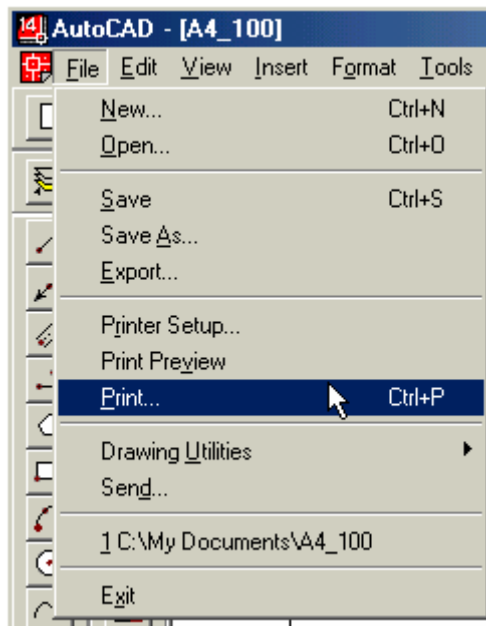 14 AutoCAD - [A4_100]
File Edit View Insert Format Tools
New... Ctrl+N
Open... Ctrl+O
Save Ctrl+S
Save As...
Export...
Printer Setup...
Print Preview
Print... Ctrl+P
Drawing Utilities
Send...
1 C:\My Documents\A4_100
Exit